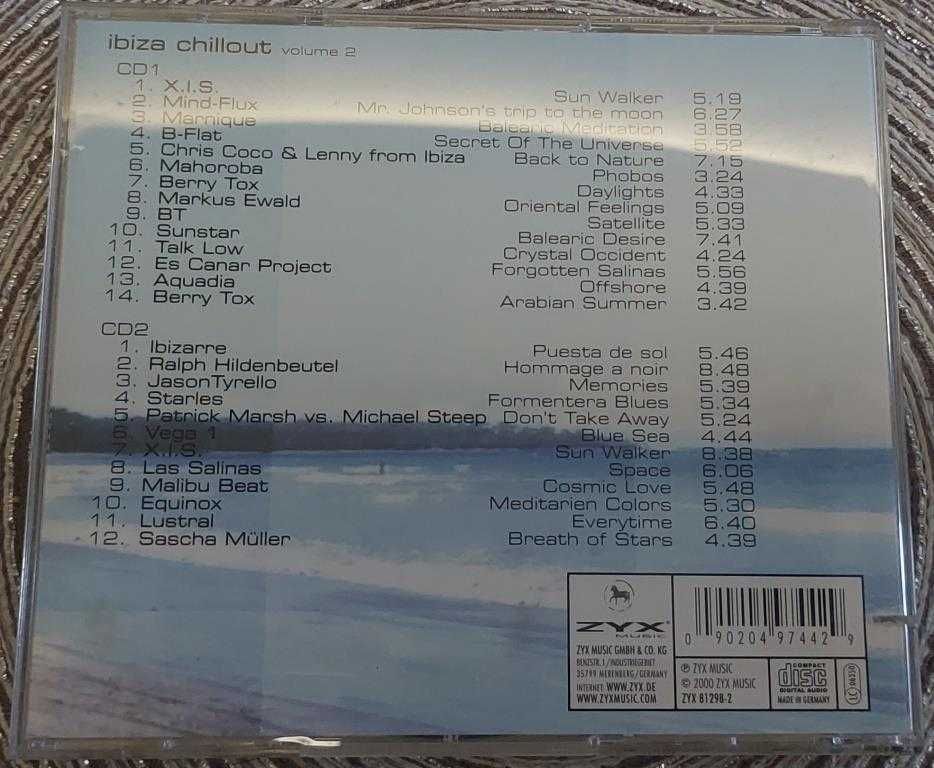 ibiza chillout volume 2
CD1
1. X.I.S. Sun Walker 5.19
2. Mind-Flux Mr. Johnson's trip to the moon 6.27
3. Marnique Balearic Meditation 3.58
4. B-Flat Secret Of The Universe 5.52
5. Chris Coco & Lenny from Ibiza Back to Nature 7.15
6. Mahoroba Phobos 3.24
7. Berry Tox Daylights 4.33
8. Markus Ewald Oriental Feelings 5.09
9. BT Satellite 5.33
10. Sunstar Balearic Desire 7.41
11. Talk Low Crystal Occident 4.24
12. Es Canar Project Forgotten Salinas 5.56
13. Aquadia Offshore 4.39
14. Berry Tox Arabian Summer 3.42
CD2
1. Ibizarre Puesta de sol 5.46
2. Ralph Hildenbeutel Hommage a noir 8.48
3. JasonTyrello Memories 5.39
4. Starles Formentera Blues 5.34
5. Patrick Marsh vs. Michael Steep Don't Take Away 5.24
6. Vega 1 Blue Sea 4.44
7. X.I.S. Sun Walker 8.38
8. Las Salinas Space 6.06
9. Malibu Beat Cosmic Love 5.48
10. Equinox Meditarien Colors 5.30
11. Lustral Everytime 6.40
12. Sascha Müller Breath of Stars 4.39
ZYX
MUSIC
ZYX MUSIC GMBH & CO. KG
BENZSTR. 1 / INDUSTRIEGEBIET
35799 MERENBERG / GERMANY
INTERNET: WWW.ZYX.DE
WWW.ZYXMUSIC.COM
0 90204 97442 9
℗ ZYX MUSIC
© 2000 ZYX MUSIC
ZYX 81298-2
COMPACT
disc
DIGITAL AUDIO
MADE IN GERMANY
LC 06350